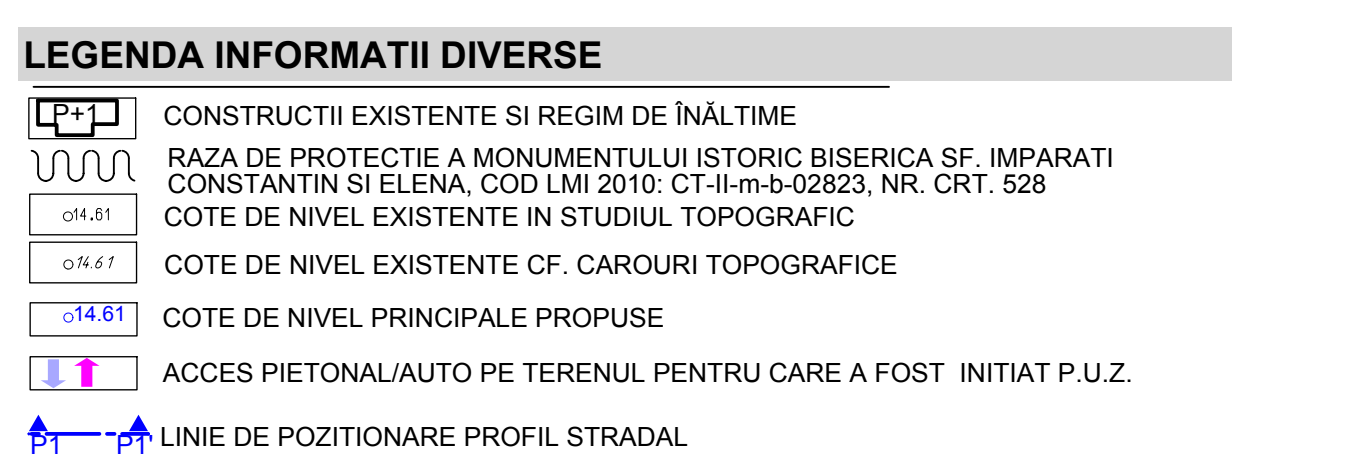 LEGENDA INFORMATII DIVERSE
P+1 CONSTRUCTII EXISTENTE SI REGIM DE ÎNĂLTIME
RAZA DE PROTECTIE A MONUMENTULUI ISTORIC BISERICA SF. IMPARATI
CONSTANTIN SI ELENA, COD LMI 2010: CT-II-m-b-02823, NR. CRT. 528
14.61 COTE DE NIVEL EXISTENTE IN STUDIUL TOPOGRAFIC
14.61 COTE DE NIVEL EXISTENTE CF. CAROURI TOPOGRAFICE
14.61 COTE DE NIVEL PRINCIPALE PROPUSE
ACCES PIETONAL/AUTO PE TERENUL PENTRU CARE A FOST INITIAT P.U.Z.
P1 P1' LINIE DE POZITIONARE PROFIL STRADAL